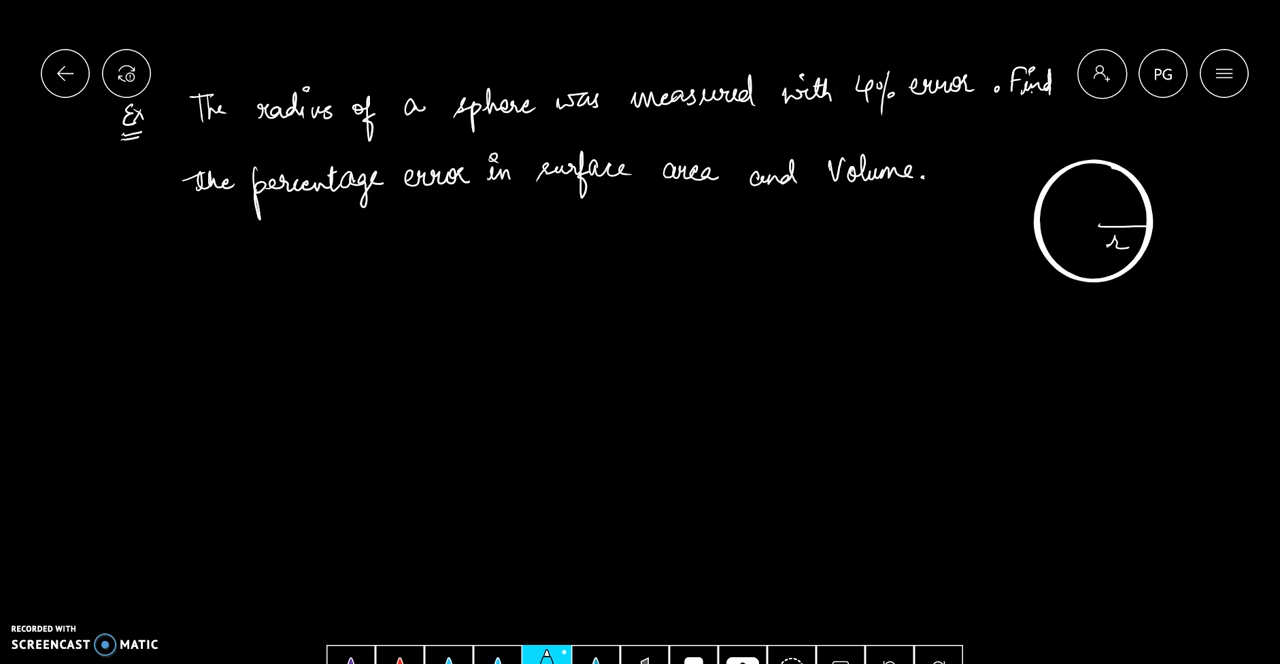 PG
Ex The radius of a sphere was measured with 4% error. Find
the percentage error in surface area and Volume.
r
RECORDED WITH
SCREENCAST MATIC